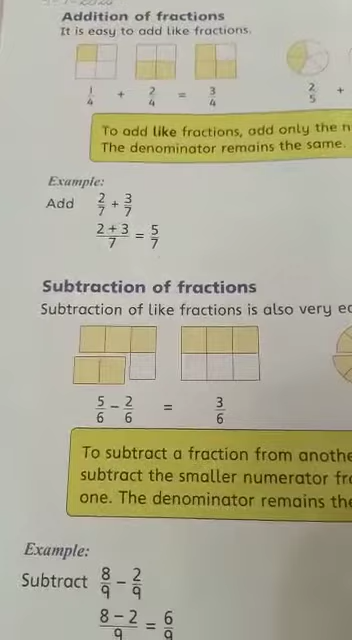 Addition of fractions
It is easy to add like fractions.
1/4 + 2/4 = 3/4
2/5 +
To add like fractions, add only the n
The denominator remains the same.
Example:
Add 2/7 + 3/7
2 + 3/7 = 5/7
Subtraction of fractions
Subtraction of like fractions is also very
5/6 − 2/6 = 3/6
To subtract a fraction from anothe
subtract the smaller numerator fr
one. The denominator remains the
Example:
Subtract 8/9 − 2/9
8 − 2/9 = 6/9